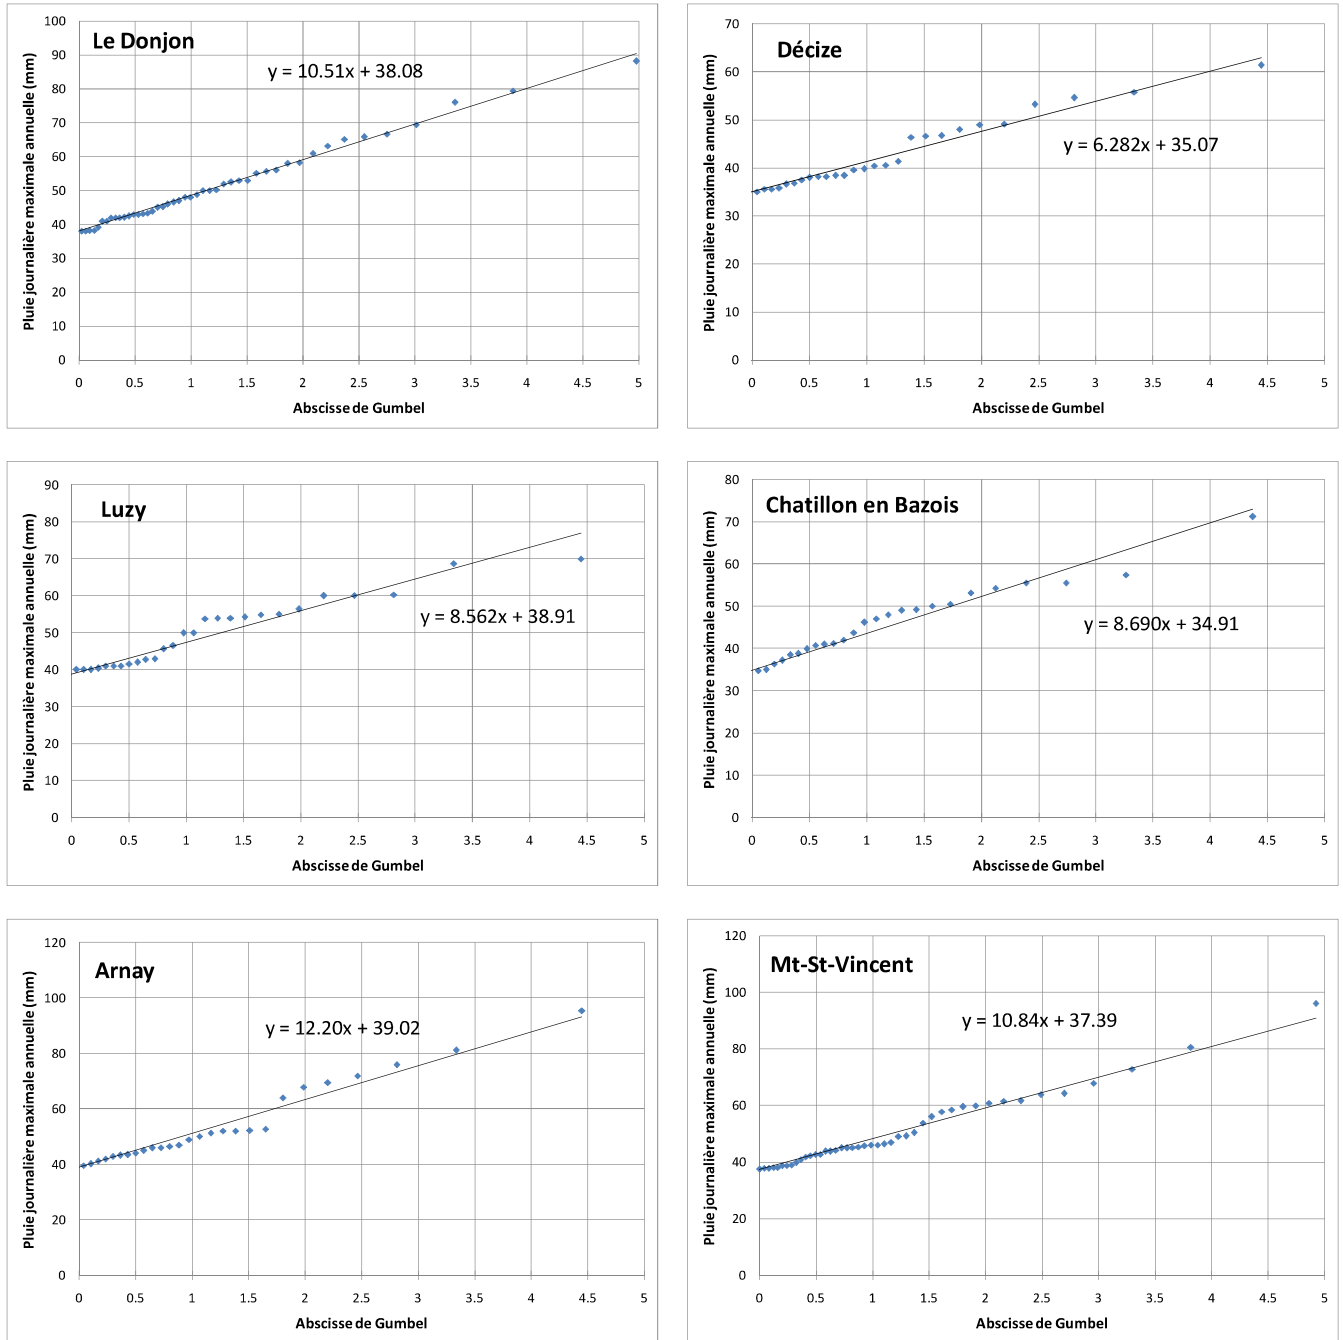 Le Donjon
y = 10.51x + 38.08
Pluie journalière maximale annuelle (mm)
100
90
80
70
60
50
40
30
20
10
0
0 0.5 1 1.5 2 2.5 3 3.5 4 4.5 5
Abscisse de Gumbel
Décize
y = 6.282x + 35.07
Pluie journalière maximale annuelle (mm)
70
60
50
40
30
20
10
0
0 0.5 1 1.5 2 2.5 3 3.5 4 4.5 5
Abscisse de Gumbel
Luzy
y = 8.562x + 38.91
Pluie journalière maximale annuelle (mm)
90
80
70
60
50
40
30
20
10
0
0 0.5 1 1.5 2 2.5 3 3.5 4 4.5 5
Abscisse de Gumbel
Chatillon en Bazois
y = 8.690x + 34.91
Pluie journalière maximale annuelle (mm)
80
70
60
50
40
30
20
10
0
0 0.5 1 1.5 2 2.5 3 3.5 4 4.5 5
Abscisse de Gumbel
Arnay
y = 12.20x + 39.02
Pluie journalière maximale annuelle (mm)
120
100
80
60
40
20
0
0 0.5 1 1.5 2 2.5 3 3.5 4 4.5 5
Abscisse de Gumbel
Mt-St-Vincent
y = 10.84x + 37.39
Pluie journalière maximale annuelle (mm)
120
100
80
60
40
20
0
0 0.5 1 1.5 2 2.5 3 3.5 4 4.5 5
Abscisse de Gumbel